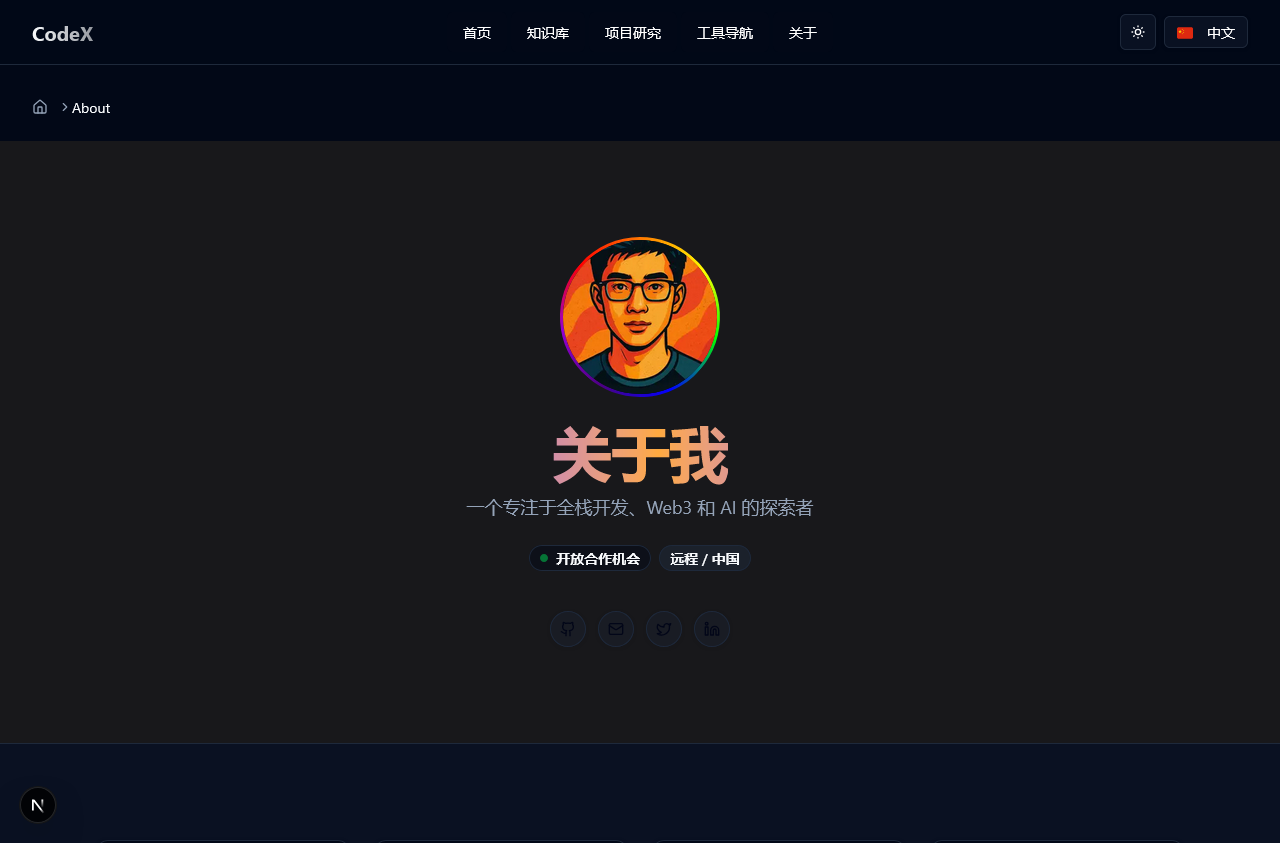 CodeX
首页
知识库
项目研究
工具导航
关于
中文
About
关于我
一个专注于全栈开发、Web3 和 AI 的探索者
开放合作机会
远程 / 中国
N